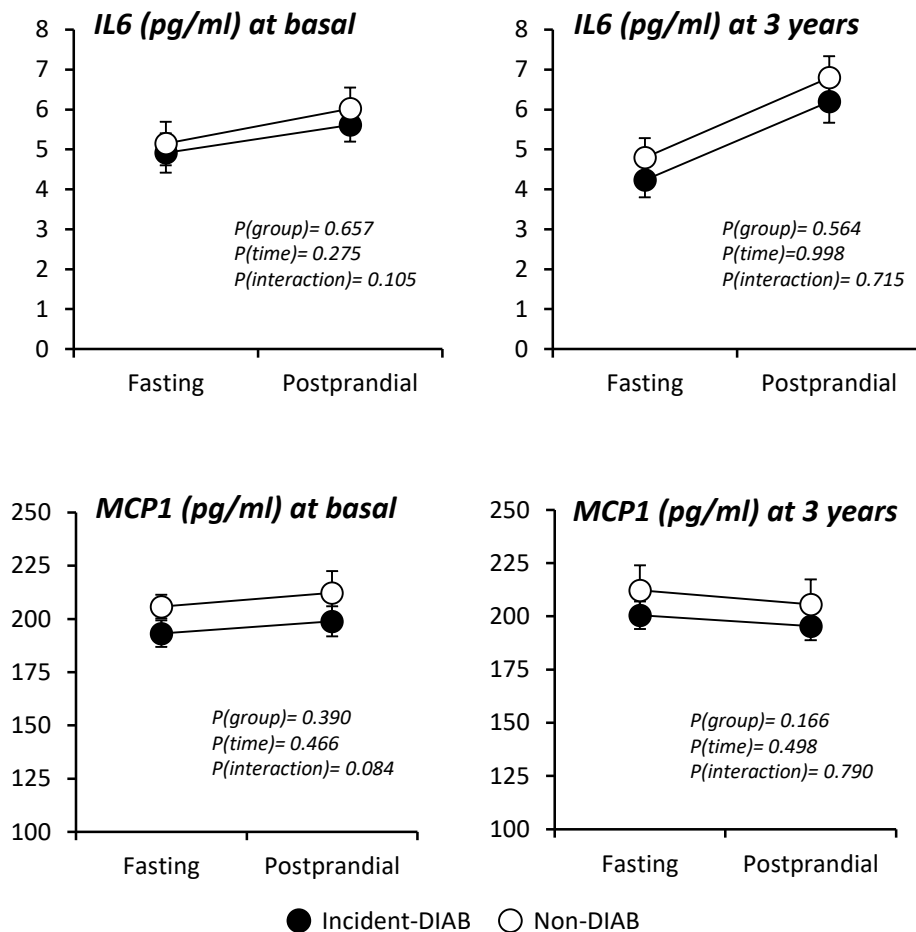 IL6 (pg/ml) at basal
8
7
6
5
4
3
2
1
0
P(group)= 0.657
P(time)= 0.275
P(interaction)= 0.105
Fasting Postprandial
IL6 (pg/ml) at 3 years
8
7
6
5
4
3
2
1
0
P(group)= 0.564
P(time)=0.998
P(interaction)= 0.715
Fasting Postprandial
MCP1 (pg/ml) at basal
250
225
200
175
150
125
100
P(group)= 0.390
P(time)= 0.466
P(interaction)= 0.084
Fasting Postprandial
MCP1 (pg/ml) at 3 years
250
225
200
175
150
125
100
P(group)= 0.166
P(time)= 0.498
P(interaction)= 0.790
Fasting Postprandial
Incident-DIAB Non-DIAB